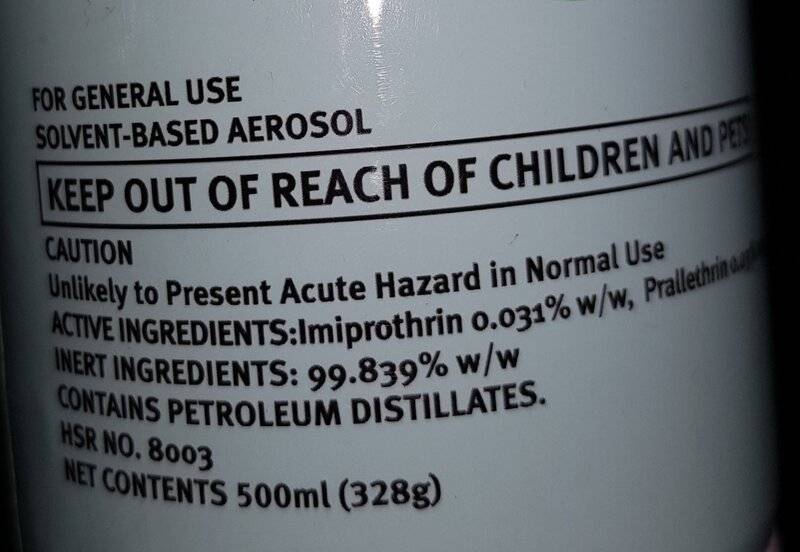 FOR GENERAL USE
SOLVENT-BASED AEROSOL
KEEP OUT OF REACH OF CHILDREN AND PETS
CAUTION
Unlikely to Present Acute Hazard in Normal Use
ACTIVE INGREDIENTS:Imiprothrin 0.031% w/w, Prallethrin
INERT INGREDIENTS: 99.839% w/w
CONTAINS PETROLEUM DISTILLATES.
HSR NO. 8003
NET CONTENTS 500ml (328g)